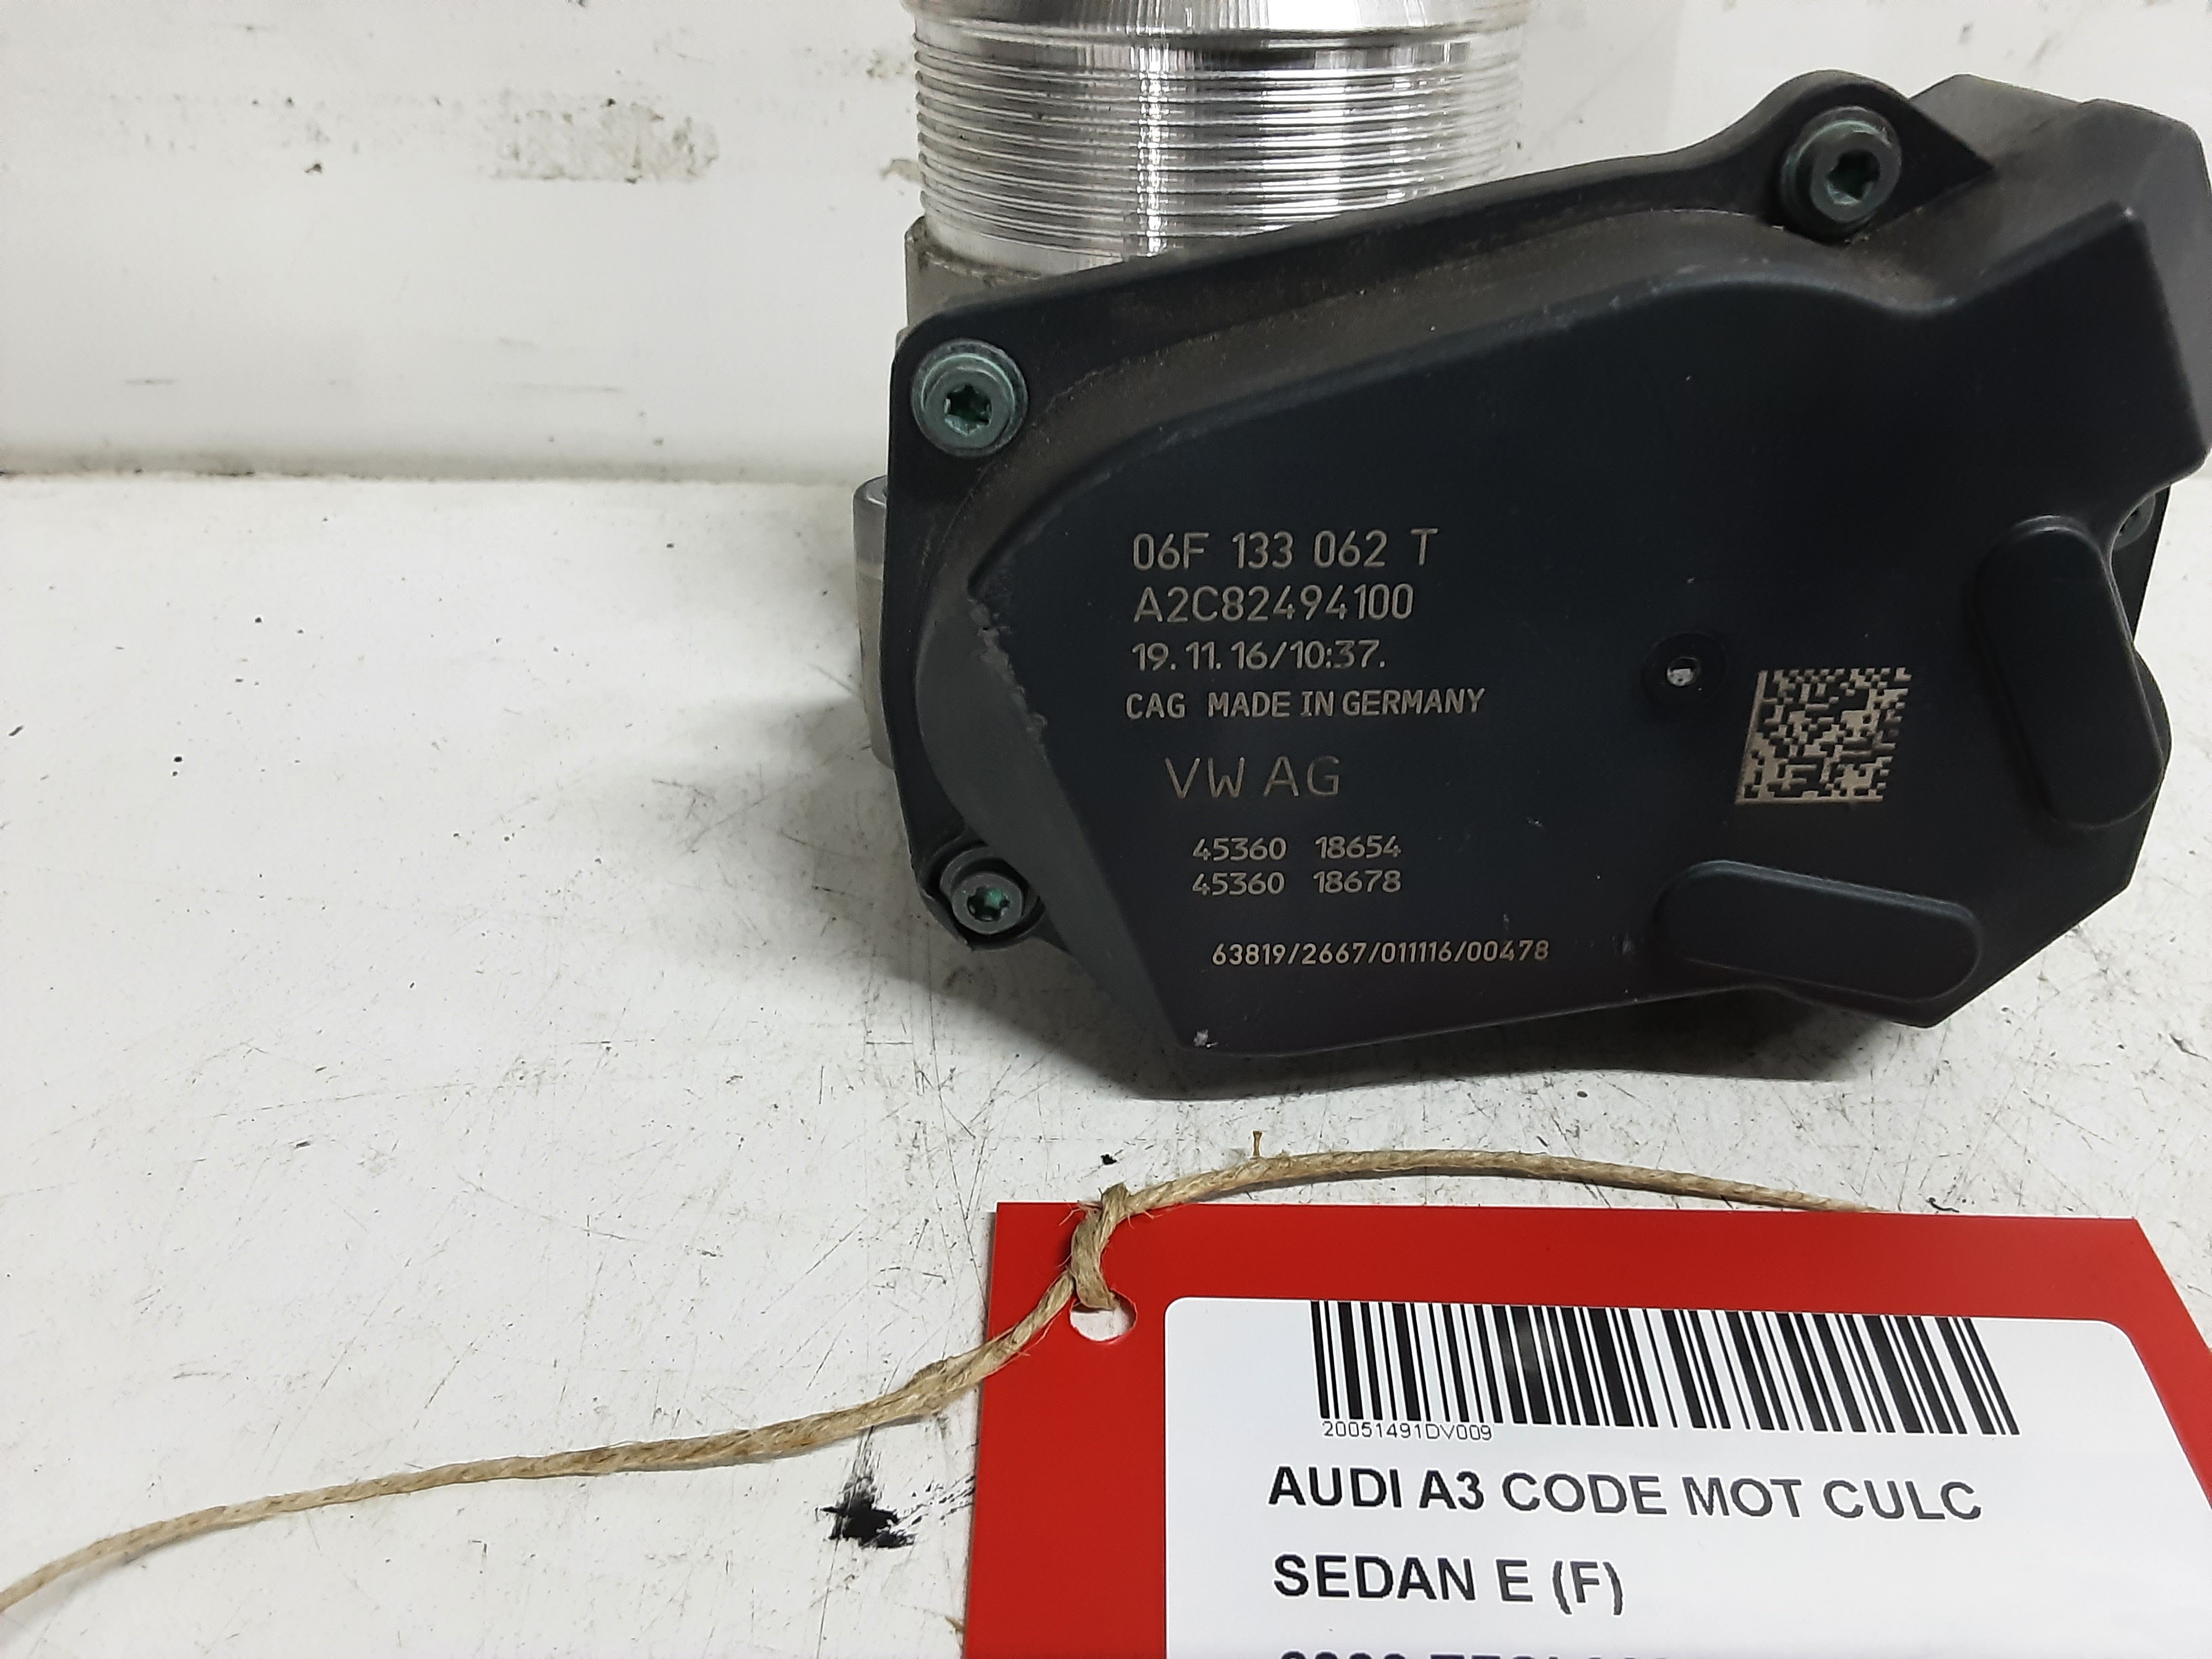 06F 133 062 T
A2C82494100
19.11.16/10:37.
CAG MADE IN GERMANY
VW AG
45360 18654
45360 18678
63819/2667/011116/00478
20051491DV009
AUDI A3 CODE MOT CULC
SEDAN E (F)